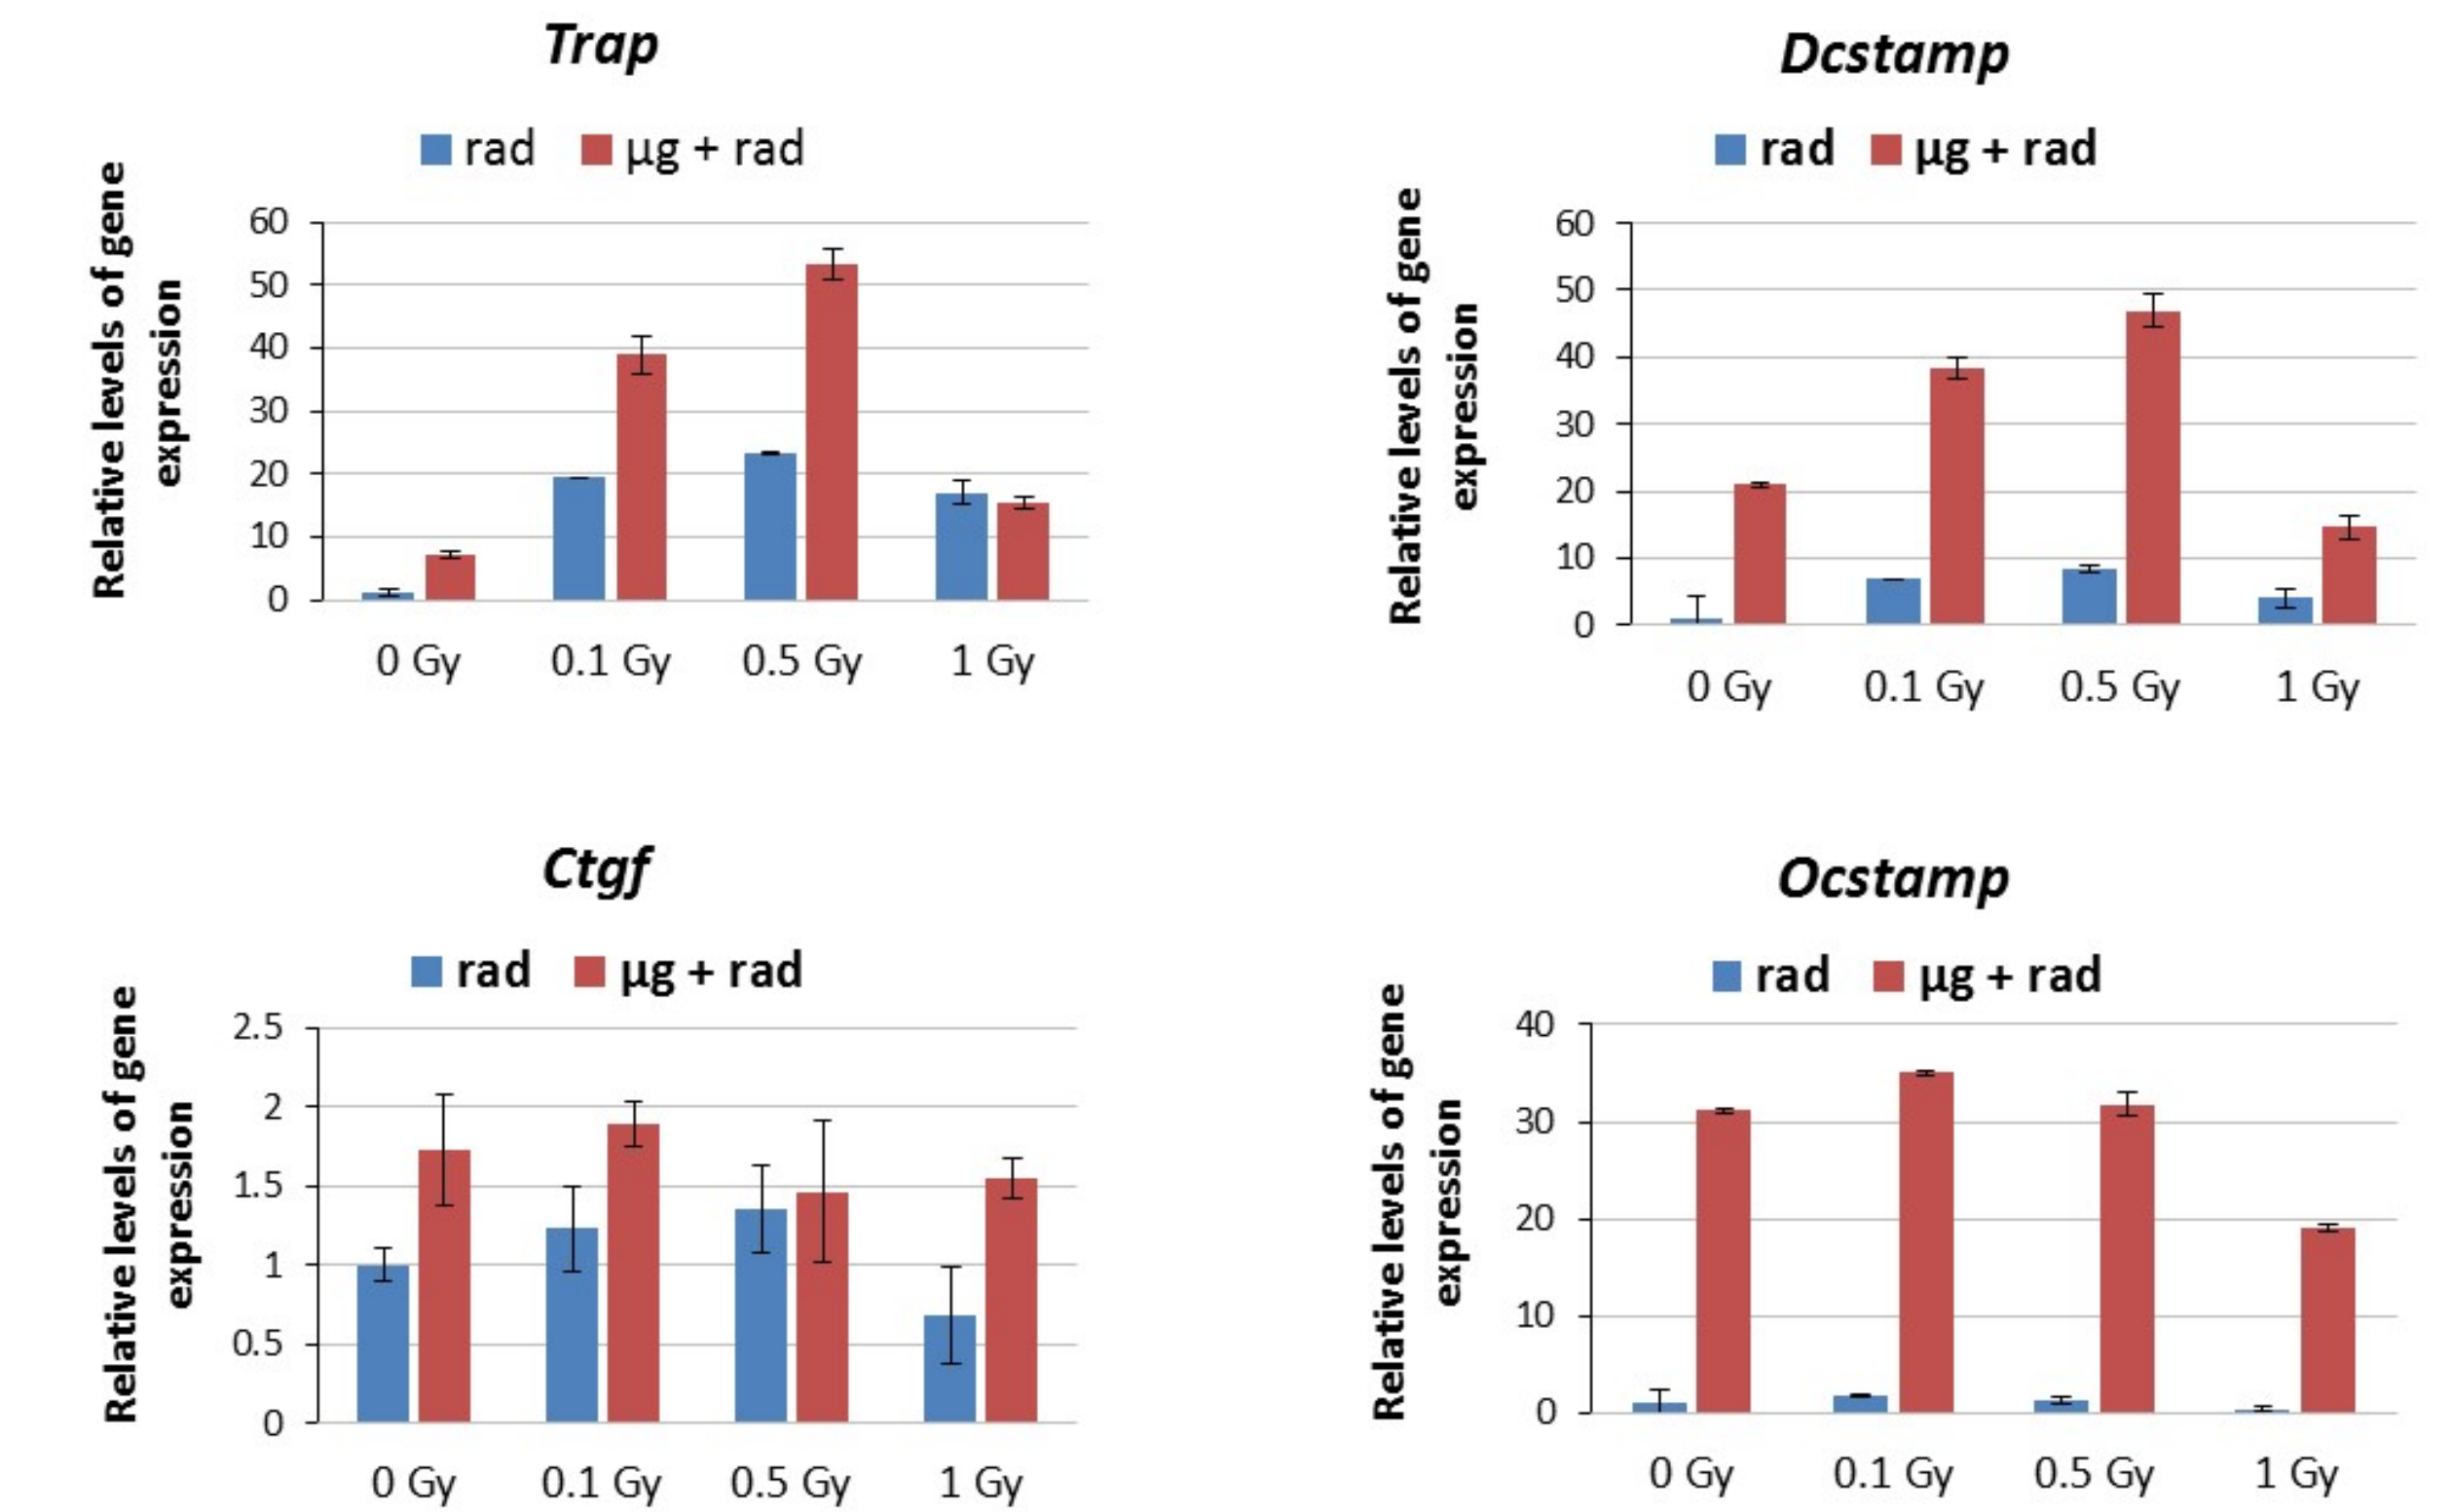 Trap
rad µg + rad
Relative levels of gene
expression
60
50
40
30
20
10
0
0 Gy 0.1 Gy 0.5 Gy 1 Gy
Dcstamp
rad µg + rad
Relative levels of gene
expression
60
50
40
30
20
10
0
0 Gy 0.1 Gy 0.5 Gy 1 Gy
Ctgf
rad µg + rad
Relative levels of gene
expression
2.5
2
1.5
1
0.5
0
0 Gy 0.1 Gy 0.5 Gy 1 Gy
Ocstamp
rad µg + rad
Relative levels of gene
expression
40
30
20
10
0
0 Gy 0.1 Gy 0.5 Gy 1 Gy